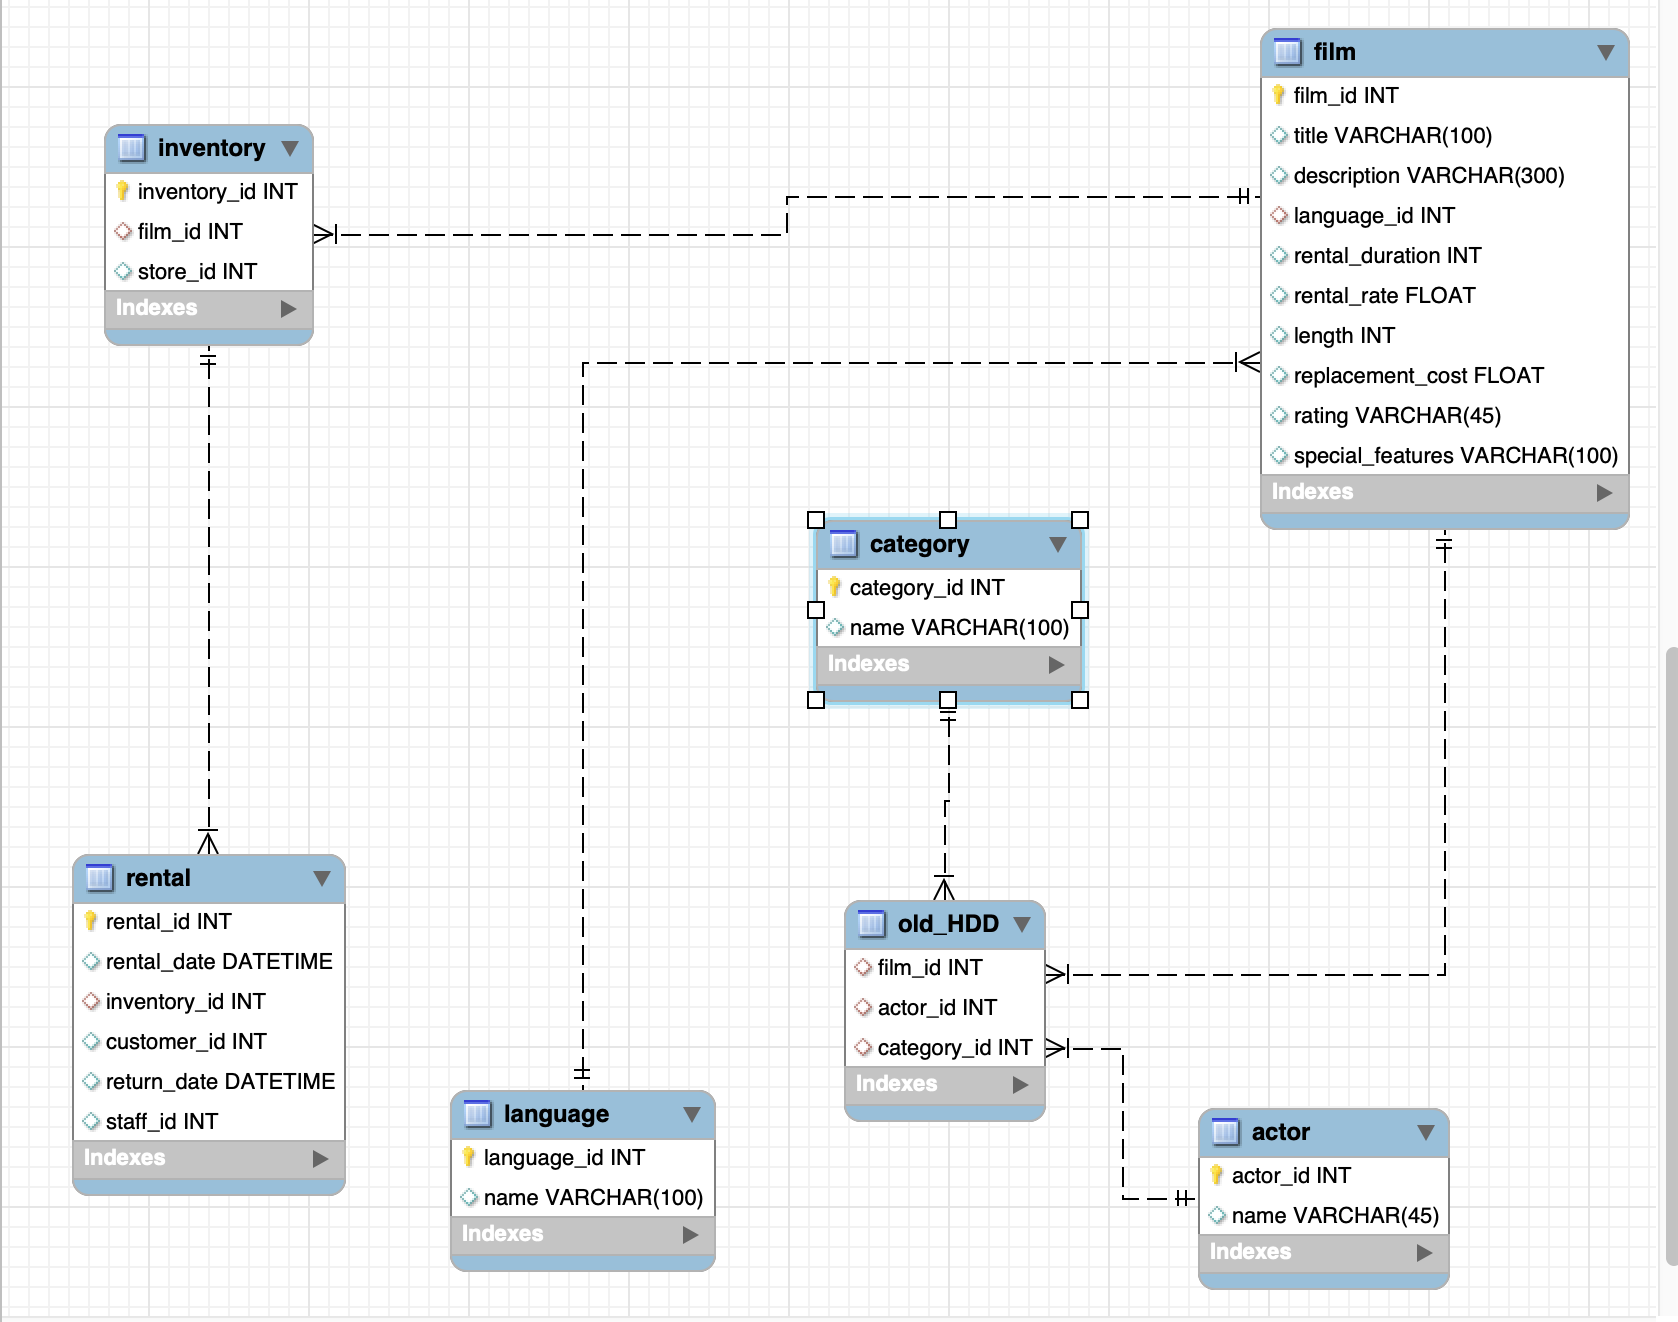 film
film_id INT
title VARCHAR(100)
description VARCHAR(300)
language_id INT
rental_duration INT
rental_rate FLOAT
length INT
replacement_cost FLOAT
rating VARCHAR(45)
special_features VARCHAR(100)
Indexes
inventory
inventory_id INT
film_id INT
store_id INT
Indexes
category
category_id INT
name VARCHAR(100)
Indexes
rental
rental_id INT
rental_date DATETIME
inventory_id INT
customer_id INT
return_date DATETIME
staff_id INT
Indexes
old_HDD
film_id INT
actor_id INT
category_id INT
Indexes
language
language_id INT
name VARCHAR(100)
Indexes
actor
actor_id INT
name VARCHAR(45)
Indexes